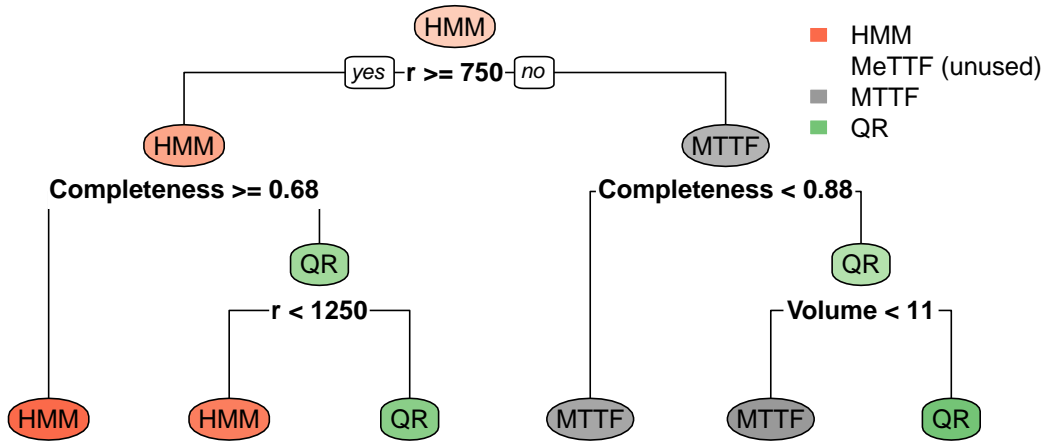 HMM
yes r >= 750 no
HMM
MeTTF (unused)
MTTF
QR
HMM MTTF
Completeness >= 0.68 Completeness < 0.88
QR QR
r < 1250 Volume < 11
HMM HMM QR MTTF MTTF QR